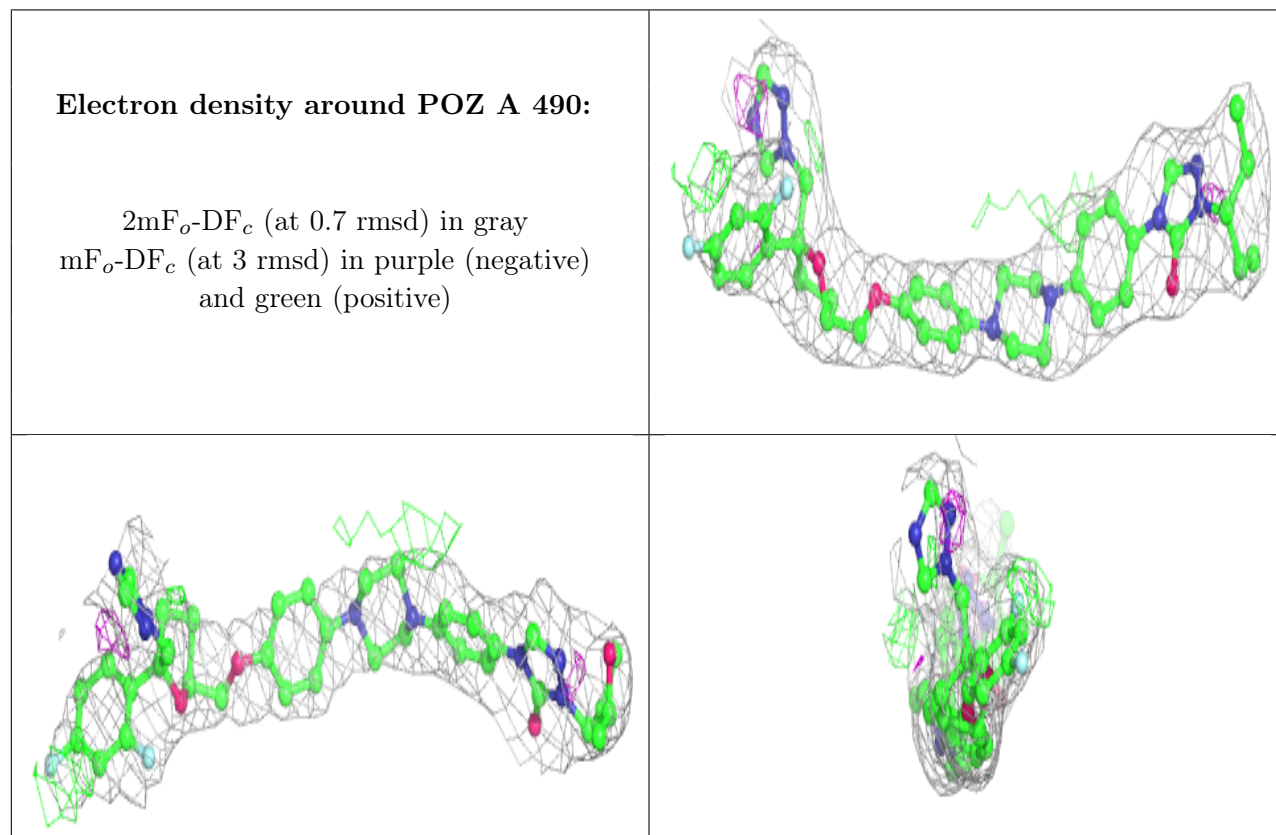 Electron density around POZ A 490:
2mFo-DFc (at 0.7 rmsd) in gray
mFo-DFc (at 3 rmsd) in purple (negative)
and green (positive)